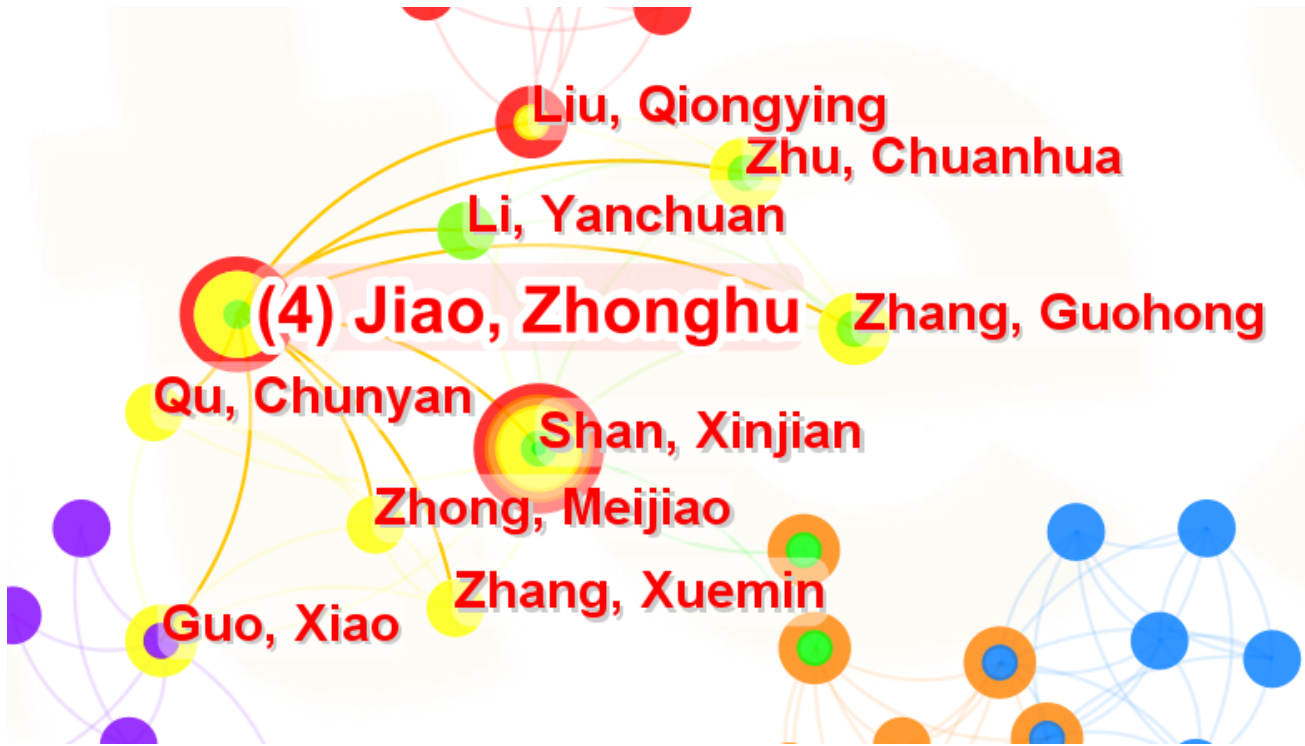 Liu, Qiongying
Zhu, Chuanhua
Li, Yanchuan
(4) Jiao, Zhonghu
Zhang, Guohong
Qu, Chunyan
Shan, Xinjian
Zhong, Meijiao
Zhang, Xuemin
Guo, Xiao